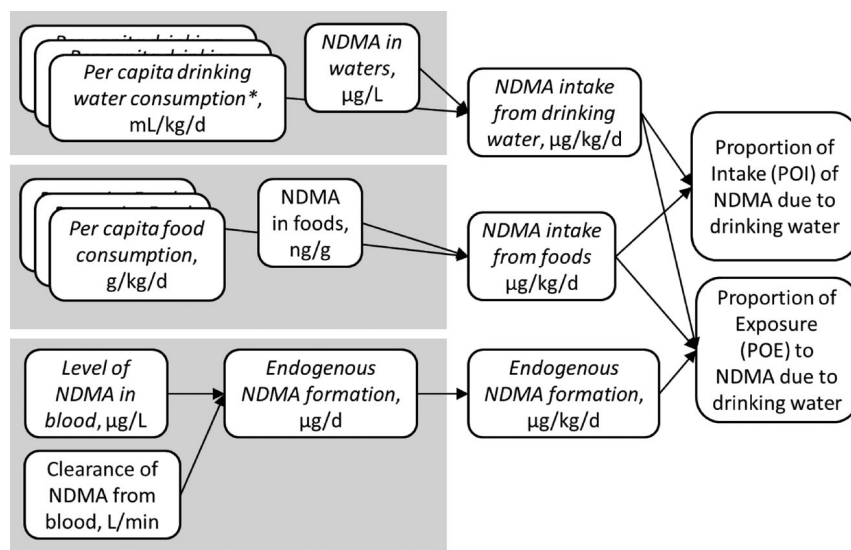 Per capita drinking
water consumption*,
mL/kg/d
NDMA in
waters,
µg/L
NDMA intake
from drinking
water, µg/kg/d
Proportion of
Intake (POI) of
NDMA due to
drinking water
Per capita food
consumption,
g/kg/d
NDMA
in foods,
ng/g
NDMA intake
from foods
µg/kg/d
Proportion of
Exposure
(POE) to
NDMA due to
drinking water
Level of
NDMA in
blood, µg/L
Endogenous
NDMA formation,
µg/d
Endogenous
NDMA formation,
µg/kg/d
Clearance of
NDMA from
blood, L/min